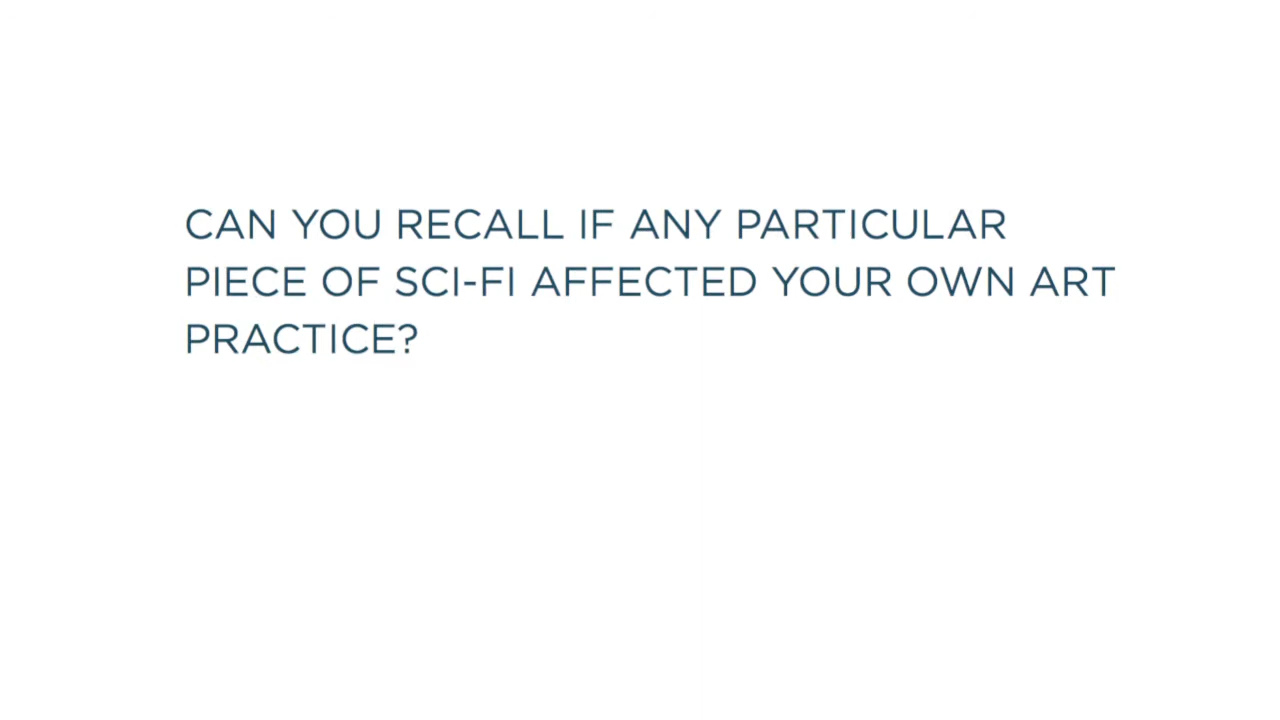 CAN YOU RECALL IF ANY PARTICULAR
PIECE OF SCI-FI AFFECTED YOUR OWN ART
PRACTICE?